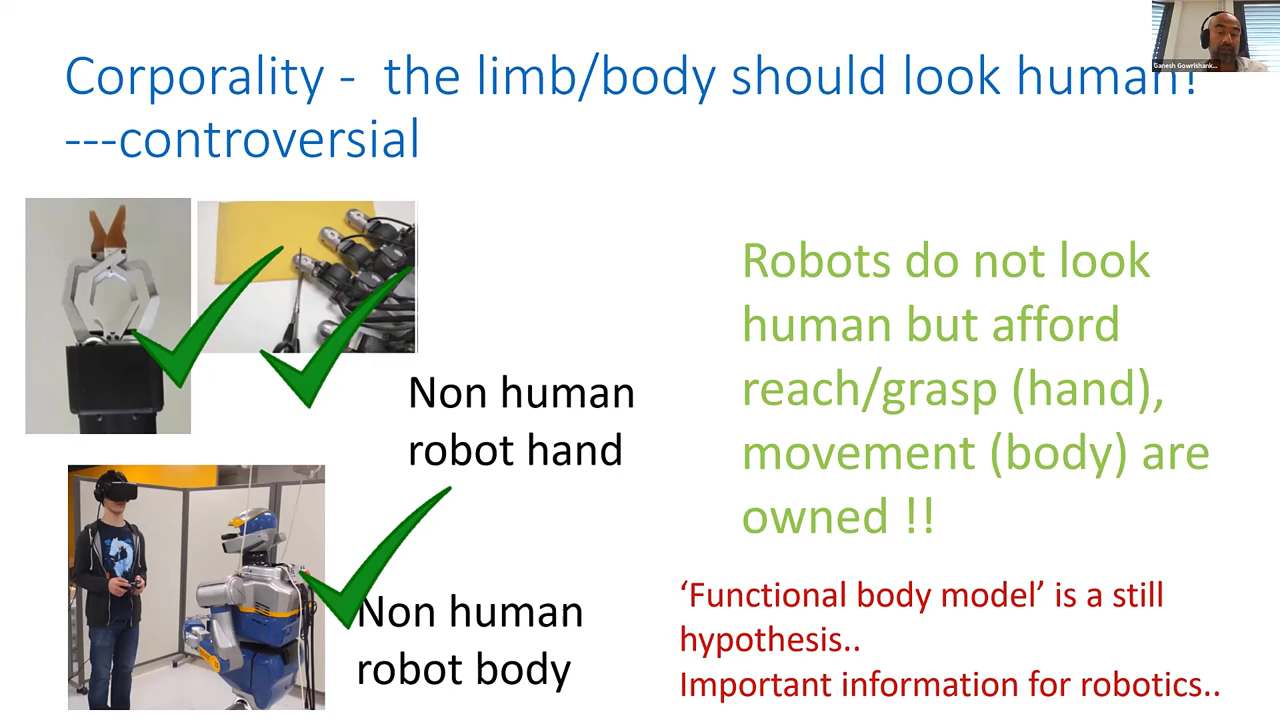 Corporality -  the limb/body should look human!
---controversial
Ganesh Gowrishank...
Robots do not look
human but afford
reach/grasp (hand),
movement (body) are
owned !!
Non human
robot hand
Non human
robot body
‘Functional body model’ is a still
hypothesis..
Important information for robotics..